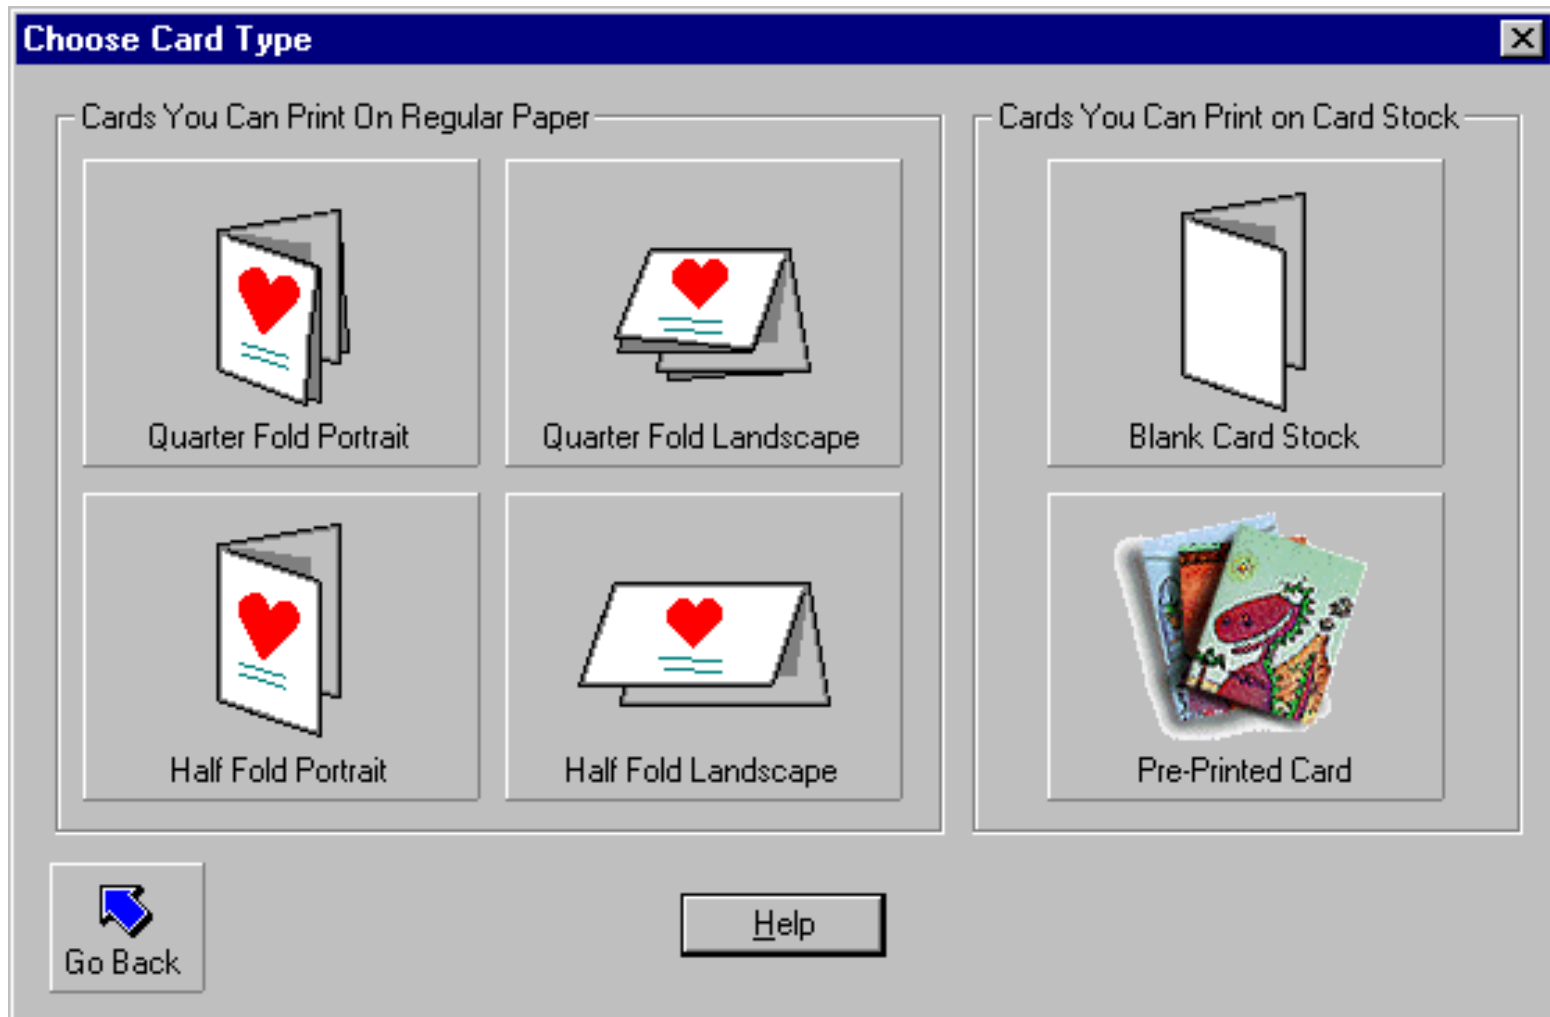 Choose Card Type
Cards You Can Print On Regular Paper
Cards You Can Print on Card Stock
Quarter Fold Portrait
Quarter Fold Landscape
Blank Card Stock
Half Fold Portrait
Half Fold Landscape
Pre-Printed Card
Go Back
Help